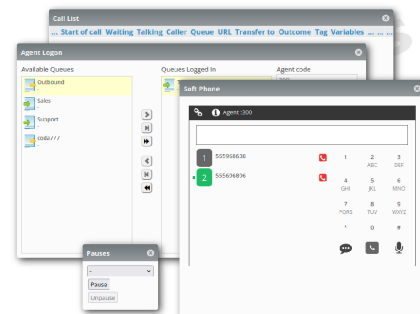 Call List
... Start of call Waiting Talking Caller Queue URL Transfer to Outcome Tag Variables ... ... ...
Agent Logon
Available Queues
Queues Logged In
Agent code
Outbound
Sales
Support
Soft Phone
Agent :300
1 555968638
2 555696896
1 2 3
ABC DEF
4 5 6
GHI JKL MNO
7 8 9
PQRS TUV WXYZ
* 0 #
Pauses
-
Pause
Unpause